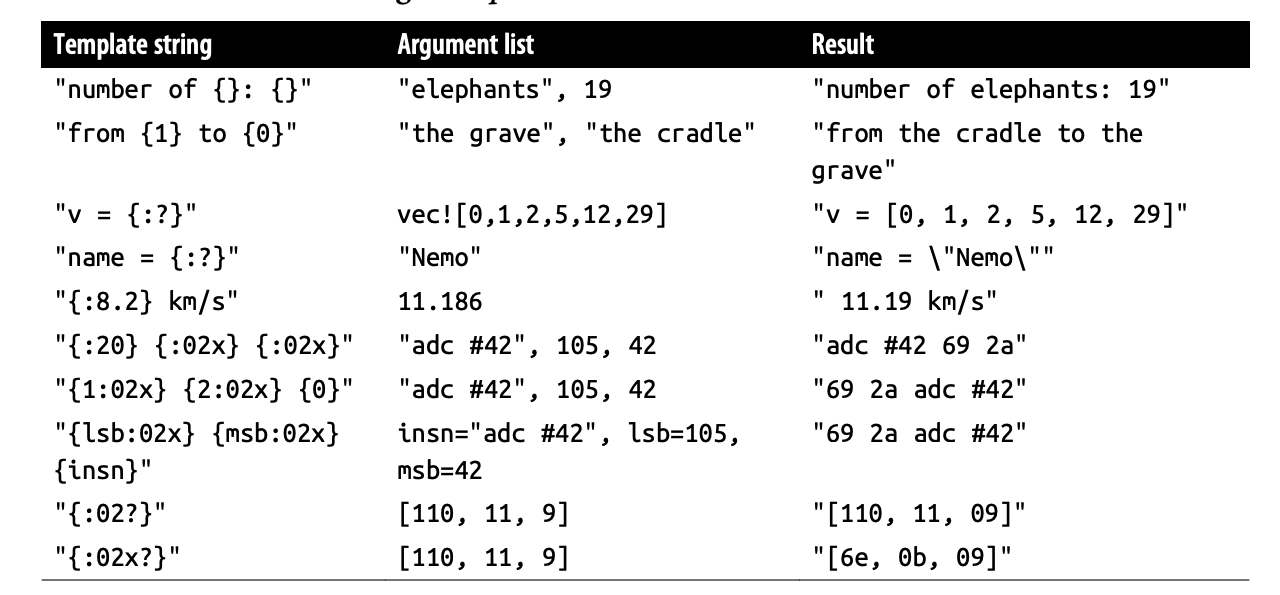 Template string Argument list Result
"number of {}: {}" "elephants", 19 "number of elephants: 19"
"from {1} to {0}" "the grave", "the cradle" "from the cradle to the
grave"
"v = {:?}" vec![0,1,2,5,12,29] "v = [0, 1, 2, 5, 12, 29]"
"name = {:?}" "Nemo" "name = \"Nemo\""
"{:8.2} km/s" 11.186 " 11.19 km/s"
"{:20} {:02x} {:02x}" "adc #42", 105, 42 "adc #42 69 2a"
"{1:02x} {2:02x} {0}" "adc #42", 105, 42 "69 2a adc #42"
"{lsb:02x} {msb:02x} insn="adc #42", lsb=105, "69 2a adc #42"
{insn}" msb=42
"{:02?}" [110, 11, 9] "[110, 11, 09]"
"{:02x?}" [110, 11, 9] "[6e, 0b, 09]"